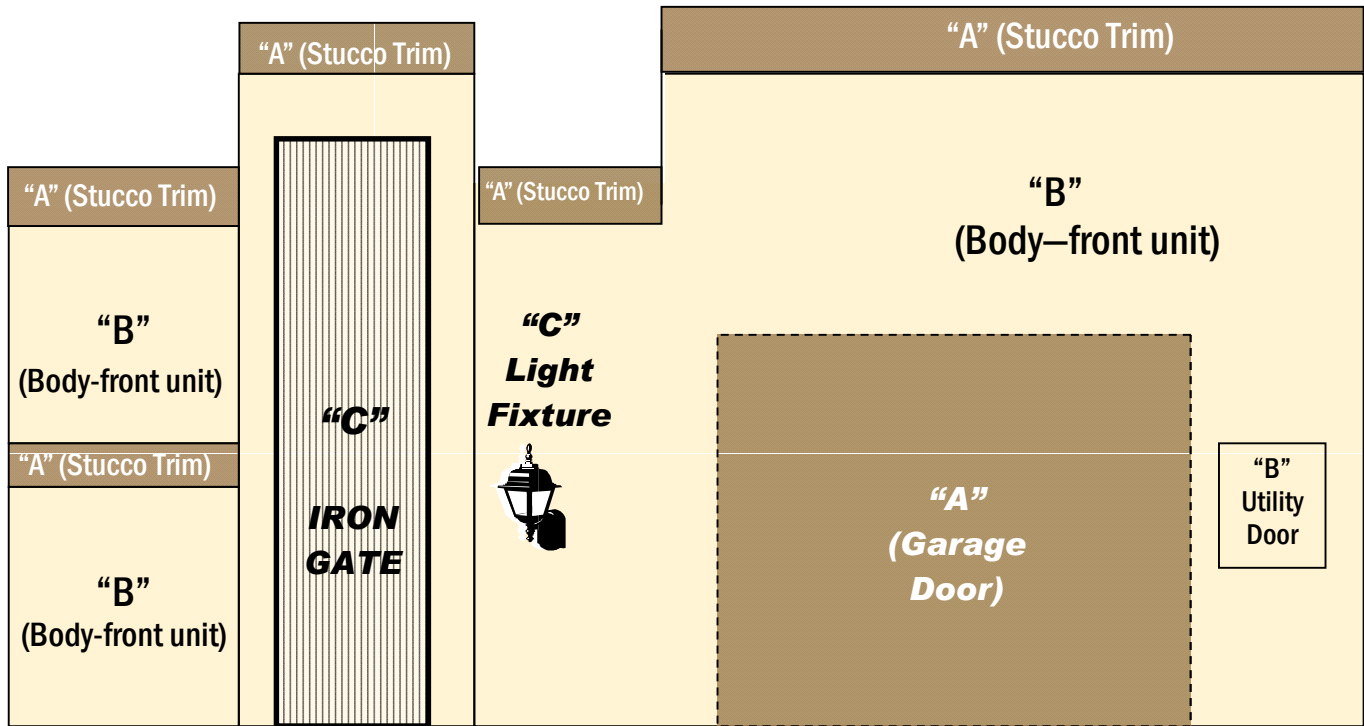 “A” (Stucco Trim)
“A” (Stucco Trim)
“A” (Stucco Trim)
“A” (Stucco Trim)
“B”
(Body—front unit)
“B”
(Body-front unit)
“C”
Light
Fixture
“C”
IRON
GATE
“A” (Stucco Trim)
“B”
(Body-front unit)
“A”
(Garage
Door)
“B”
Utility
Door